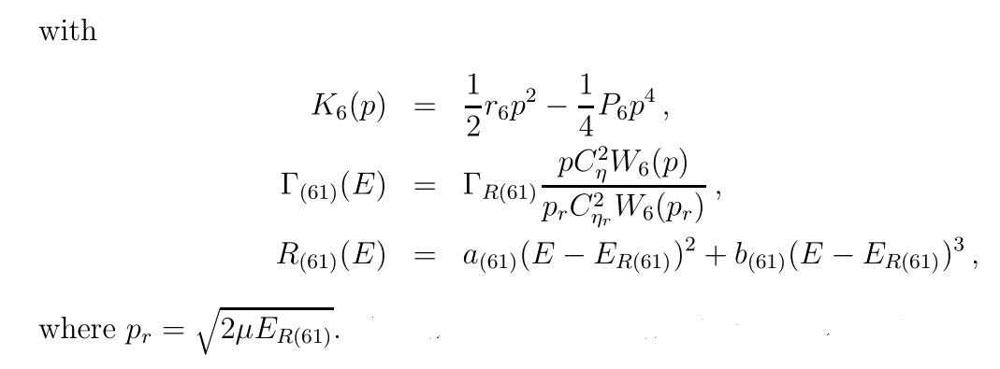 with
$K_6(p) = \frac{1}{2} r_6 p^2 - \frac{1}{4} P_6 p^4 \,,$
$\Gamma_{(61)}(E) = \Gamma_{R(61)} \frac{p C_\eta^2 W_6(p)}{p_r C_{\eta_r}^2 W_6(p_r)} \,,$
$R_{(61)}(E) = a_{(61)} (E - E_{R(61)})^2 + b_{(61)} (E - E_{R(61)})^3 \,,$
where $p_r = \sqrt{2\mu E_{R(61)}}$.